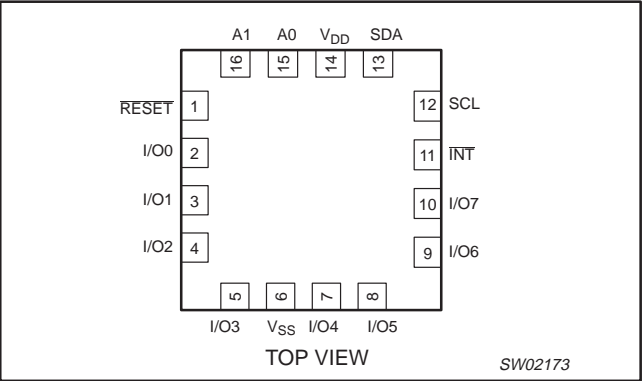 A1 A0 VDD SDA
16 15 14 13
RESET 1 12 SCL
I/O0 2 11 INT
I/O1 3 10 I/O7
I/O2 4 9 I/O6
5 6 7 8
I/O3 VSS I/O4 I/O5
TOP VIEW
SW02173